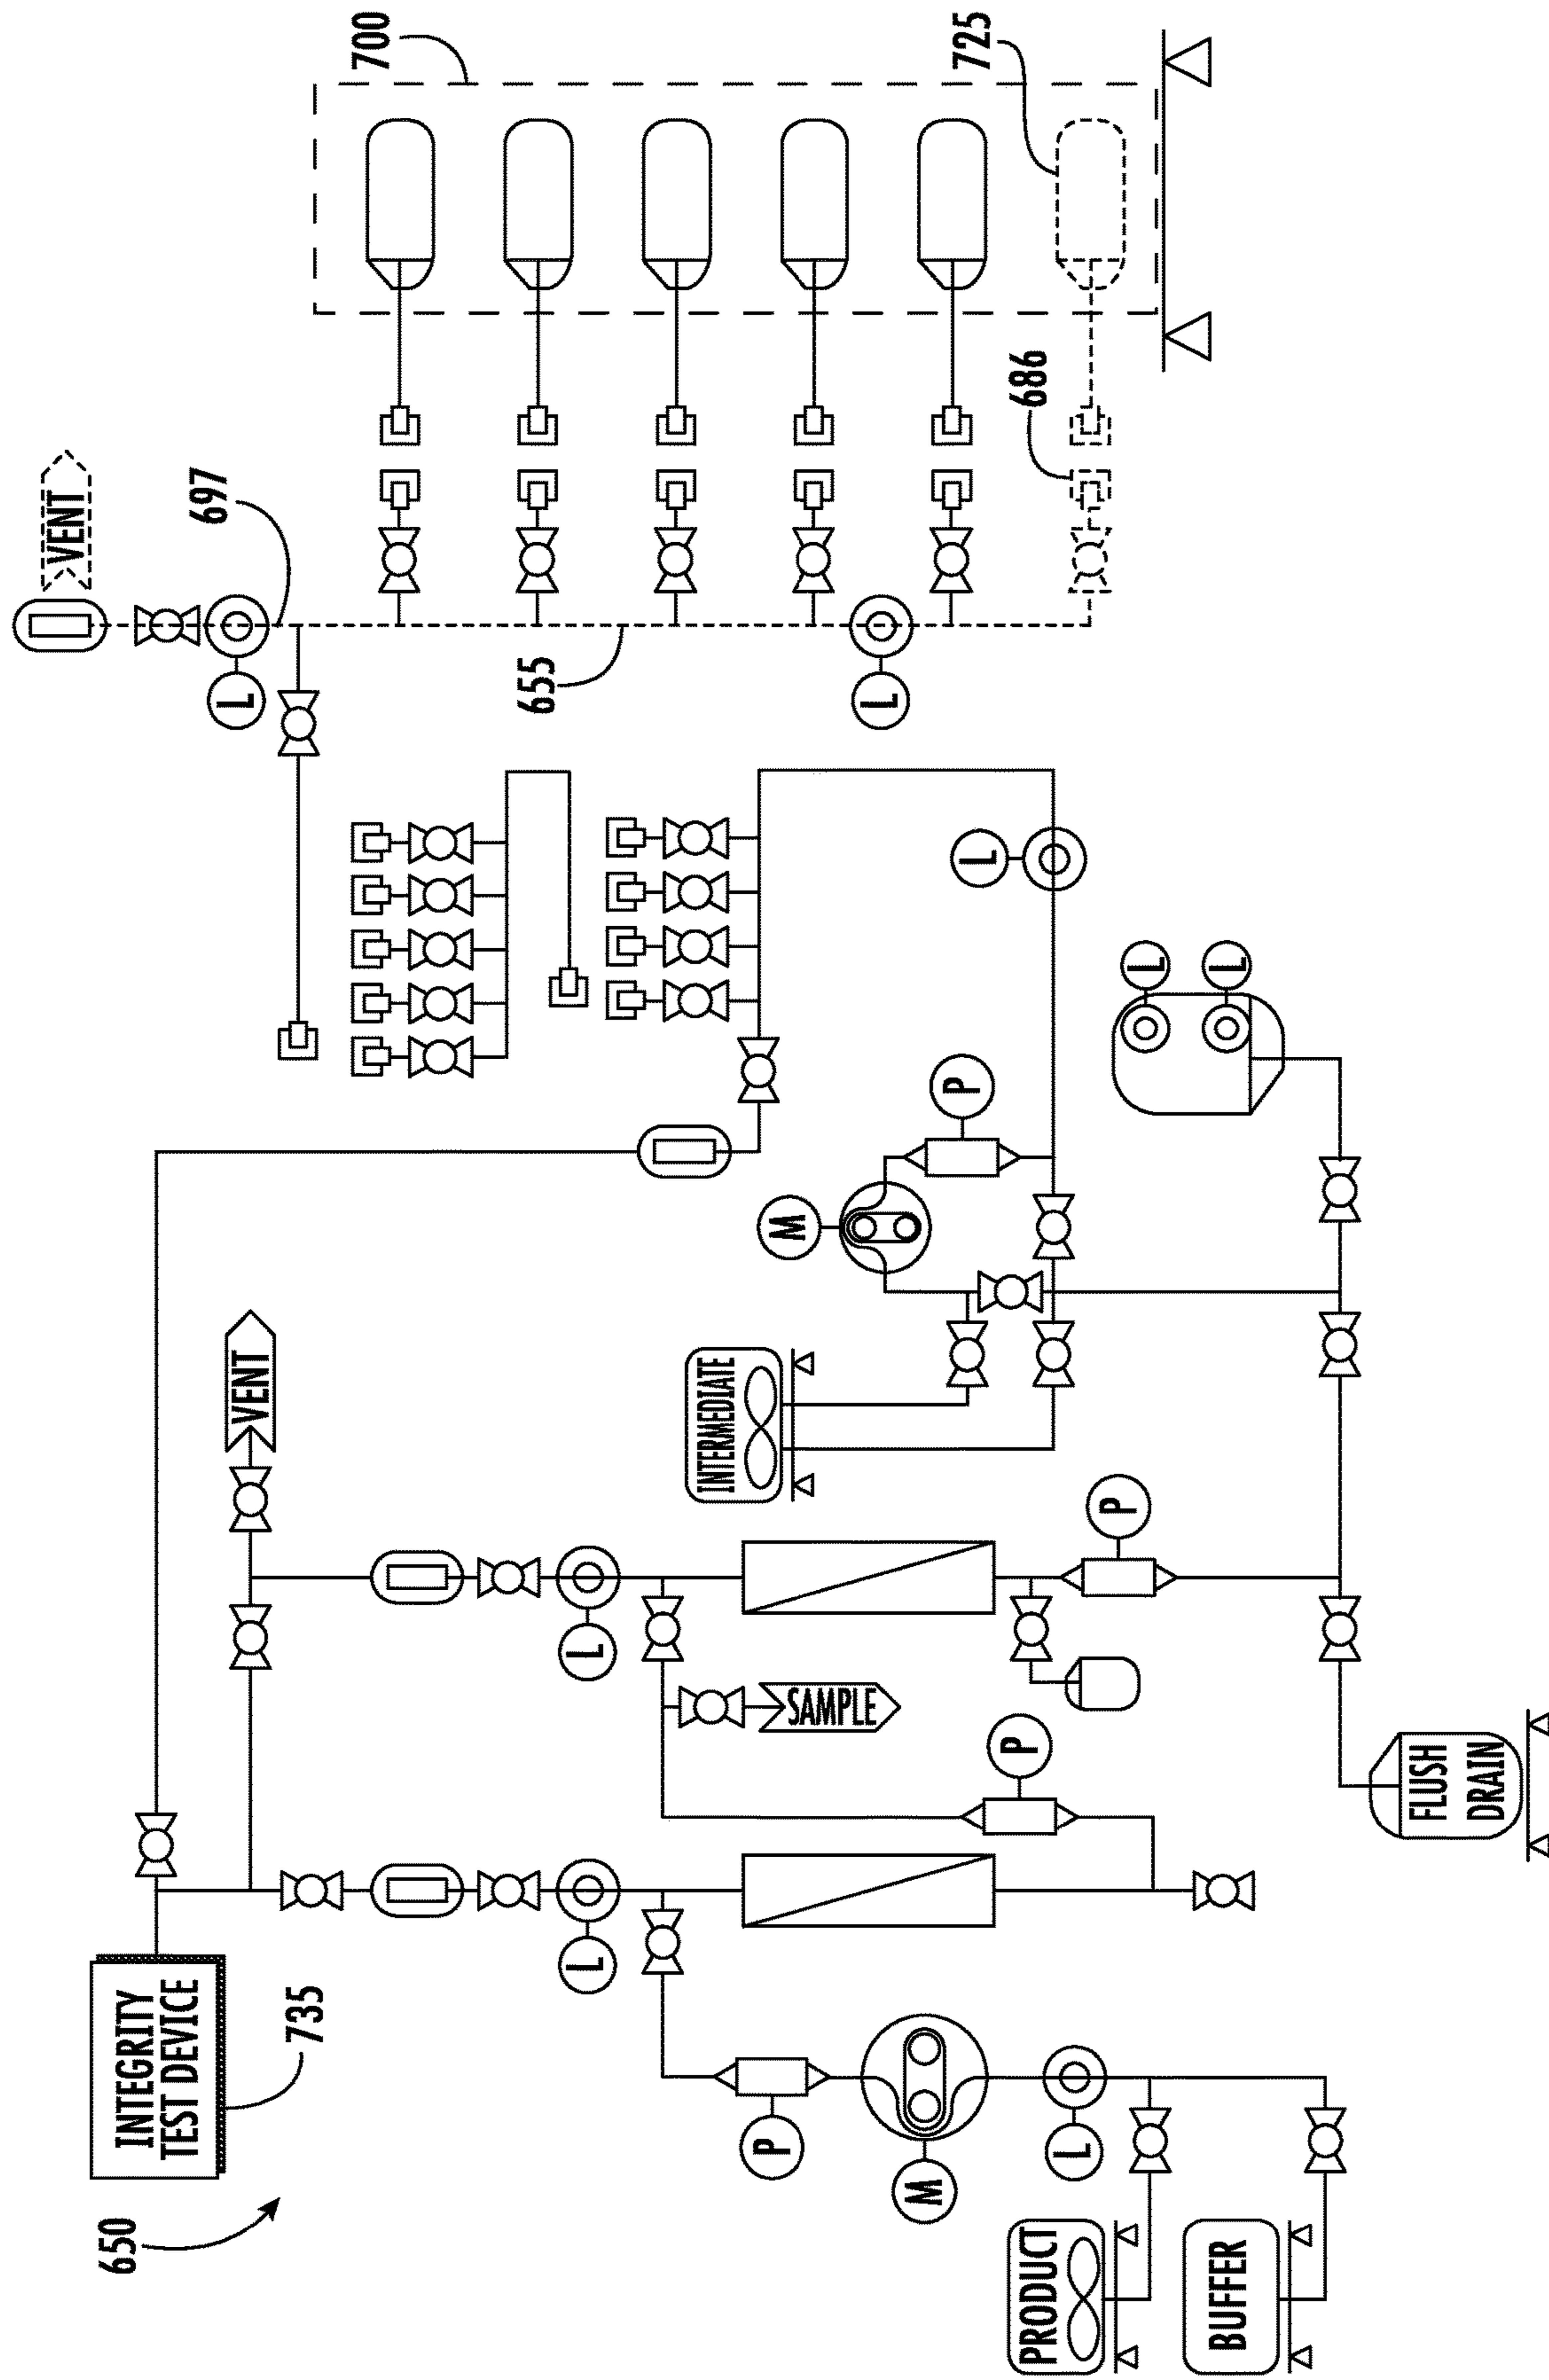 VENT
650
INTEGRITY
TEST DEVICE
697
L
VENT
735
700
655
L
L
INTERMEDIATE
P
M
SAMPLE
L
M
P
725
L
P
686
PRODUCT
L
P
L
L
BUFFER
FLUSH
DRAIN